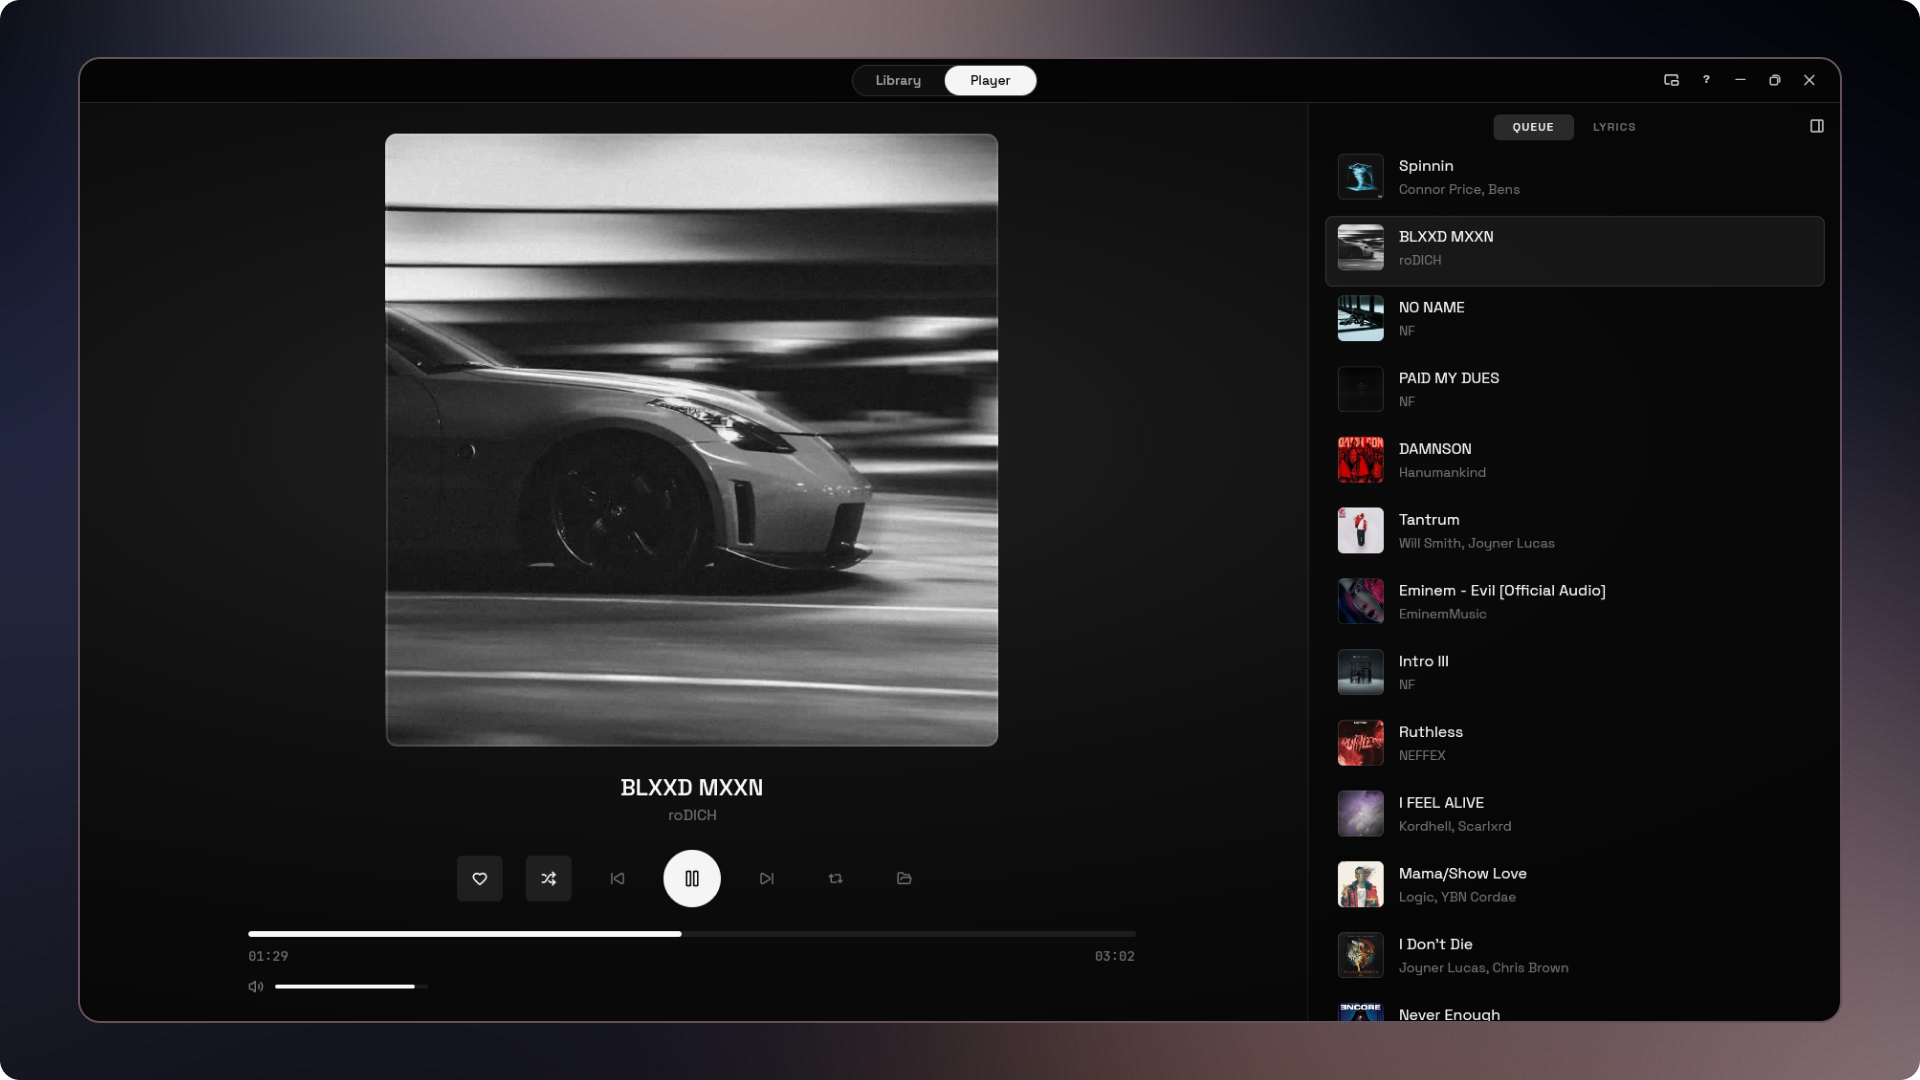 Library
Player
?
QUEUE
LYRICS
BLXXD MXXN
roDICH
01:29
03:02
Spinnin
Connor Price, Bens
BLXXD MXXN
roDICH
NO NAME
NF
PAID MY DUES
NF
DAMNSON
Hanumankind
Tantrum
Will Smith, Joyner Lucas
Eminem - Evil [Official Audio]
EminemMusic
Intro III
NF
Ruthless
NEFFEX
I FEEL ALIVE
Kordhell, Scarlxrd
Mama/Show Love
Logic, YBN Cordae
I Don't Die
Joyner Lucas, Chris Brown
ENCORE
Never Enough